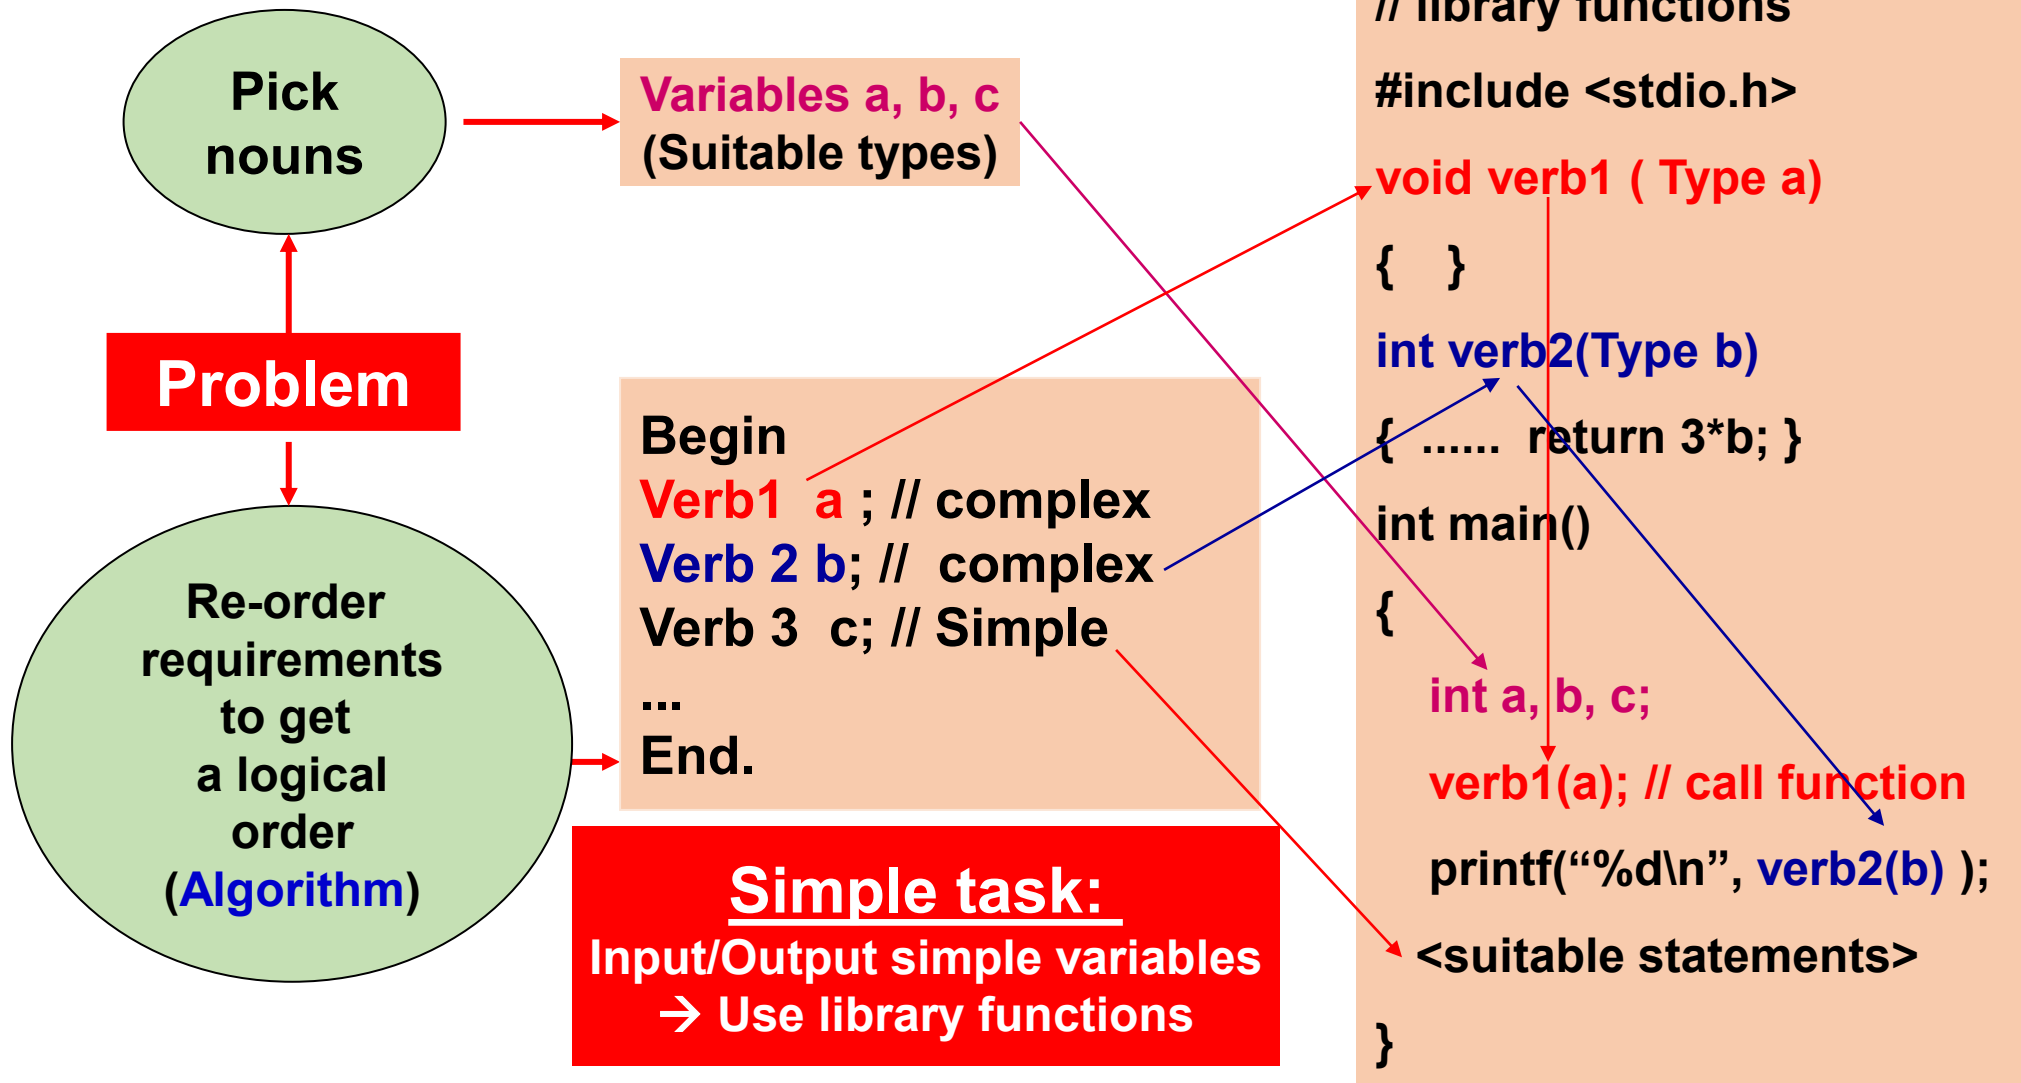 Pick
nouns
Variables a, b, c
(Suitable types)
Problem
Re-order
requirements
to get
a logical
order
(Algorithm)
Begin
Verb1 a ; // complex
Verb 2 b; // complex
Verb 3 c; // Simple
...
End.
Simple task:
Input/Output simple variables
→ Use library functions
// library functions
#include <stdio.h>
void verb1 ( Type a)
{ }
int verb2(Type b)
{ ...... return 3*b; }
int main()
{
int a, b, c;
verb1(a); // call function
printf(“%d\n”, verb2(b) );
<suitable statements>
}